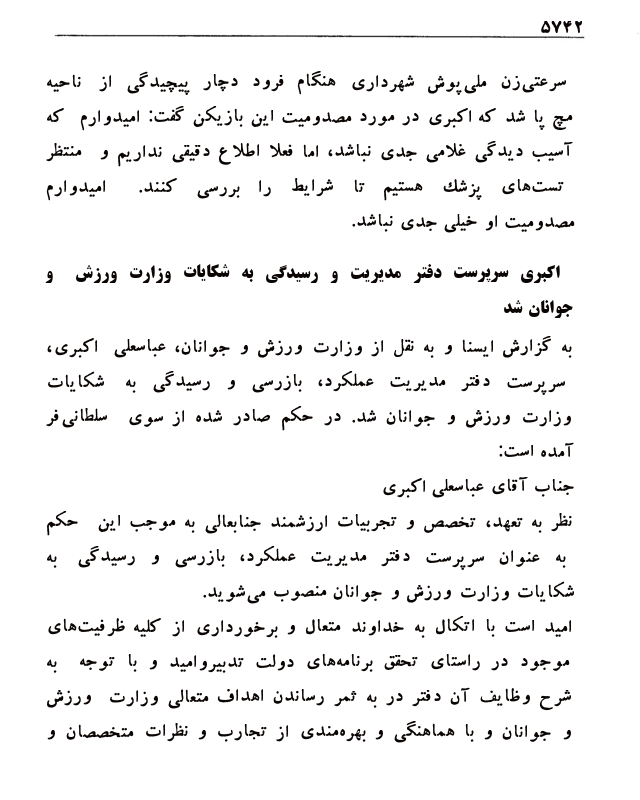 ۵۷۴۲
سرعتی‌زن ملی‌پوش شهرداری هنگام فرود دچار پیچیدگی از ناحیه
مچ پا شد که اکبری در مورد مصدومیت این بازیکن گفت: امیدوارم که
آسیب دیدگی غلامی جدی نباشد، اما فعلا اطلاع دقیقی نداریم و منتظر
تست‌های پزشك هستیم تا شرایط را بررسی کنند. امیدوارم
مصدومیت او خیلی جدی نباشد.
اکبری سرپرست دفتر مدیریت و رسیدگی به شکایات وزارت ورزش و
جوانان شد
به گزارش ایسنا و به نقل از وزارت ورزش و جوانان، عباسعلی اکبری،
سرپرست دفتر مدیریت عملکرد، بازرسی و رسیدگی به شکایات
وزارت ورزش و جوانان شد. در حکم صادر شده از سوی سلطانی‌فر
آمده است:
جناب آقای عباسعلی اکبری
نظر به تعهد، تخصص و تجربیات ارزشمند جنابعالی به موجب این حکم
به عنوان سرپرست دفتر مدیریت عملکرد، بازرسی و رسیدگی به
شکایات وزارت ورزش و جوانان منصوب می‌شوید.
امید است با اتکال به خداوند متعال و برخورداری از کلیه ظرفیت‌های
موجود در راستای تحقق برنامه‌های دولت تدبیروامید و با توجه به
شرح وظایف آن دفتر در به ثمر رساندن اهداف متعالی وزارت ورزش
و جوانان و با هماهنگی و بهره‌مندی از تجارب و نظرات متخصصان و